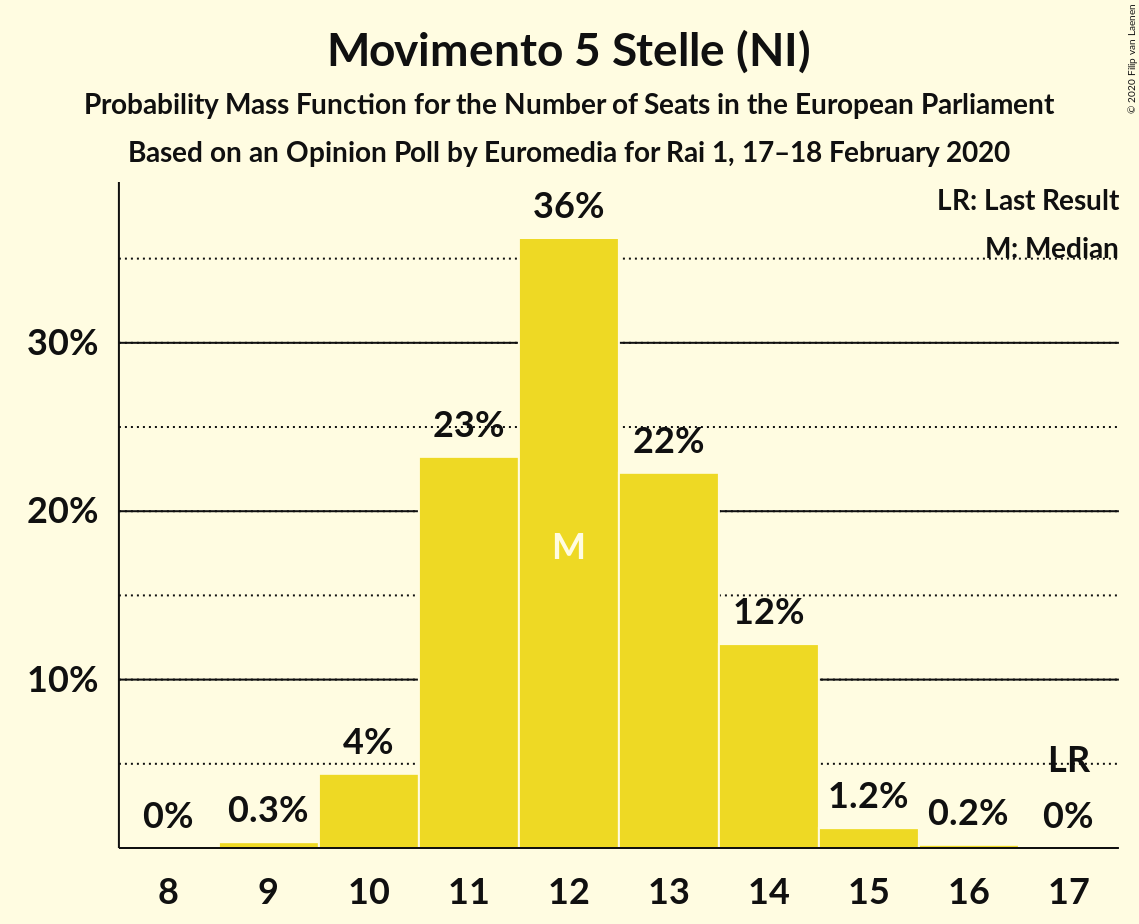 Movimento 5 Stelle (NI)
Probability Mass Function for the Number of Seats in the European Parliament
Based on an Opinion Poll by Euromedia for Rai 1, 17–18 February 2020
© 2020 Filip van Laenen
LR: Last Result
M: Median
36%
30%
23%
22%
20%
M
12%
10%
4%
LR
1.2%
0.3%
0.2%
0%
0%
8 9 10 11 12 13 14 15 16 17